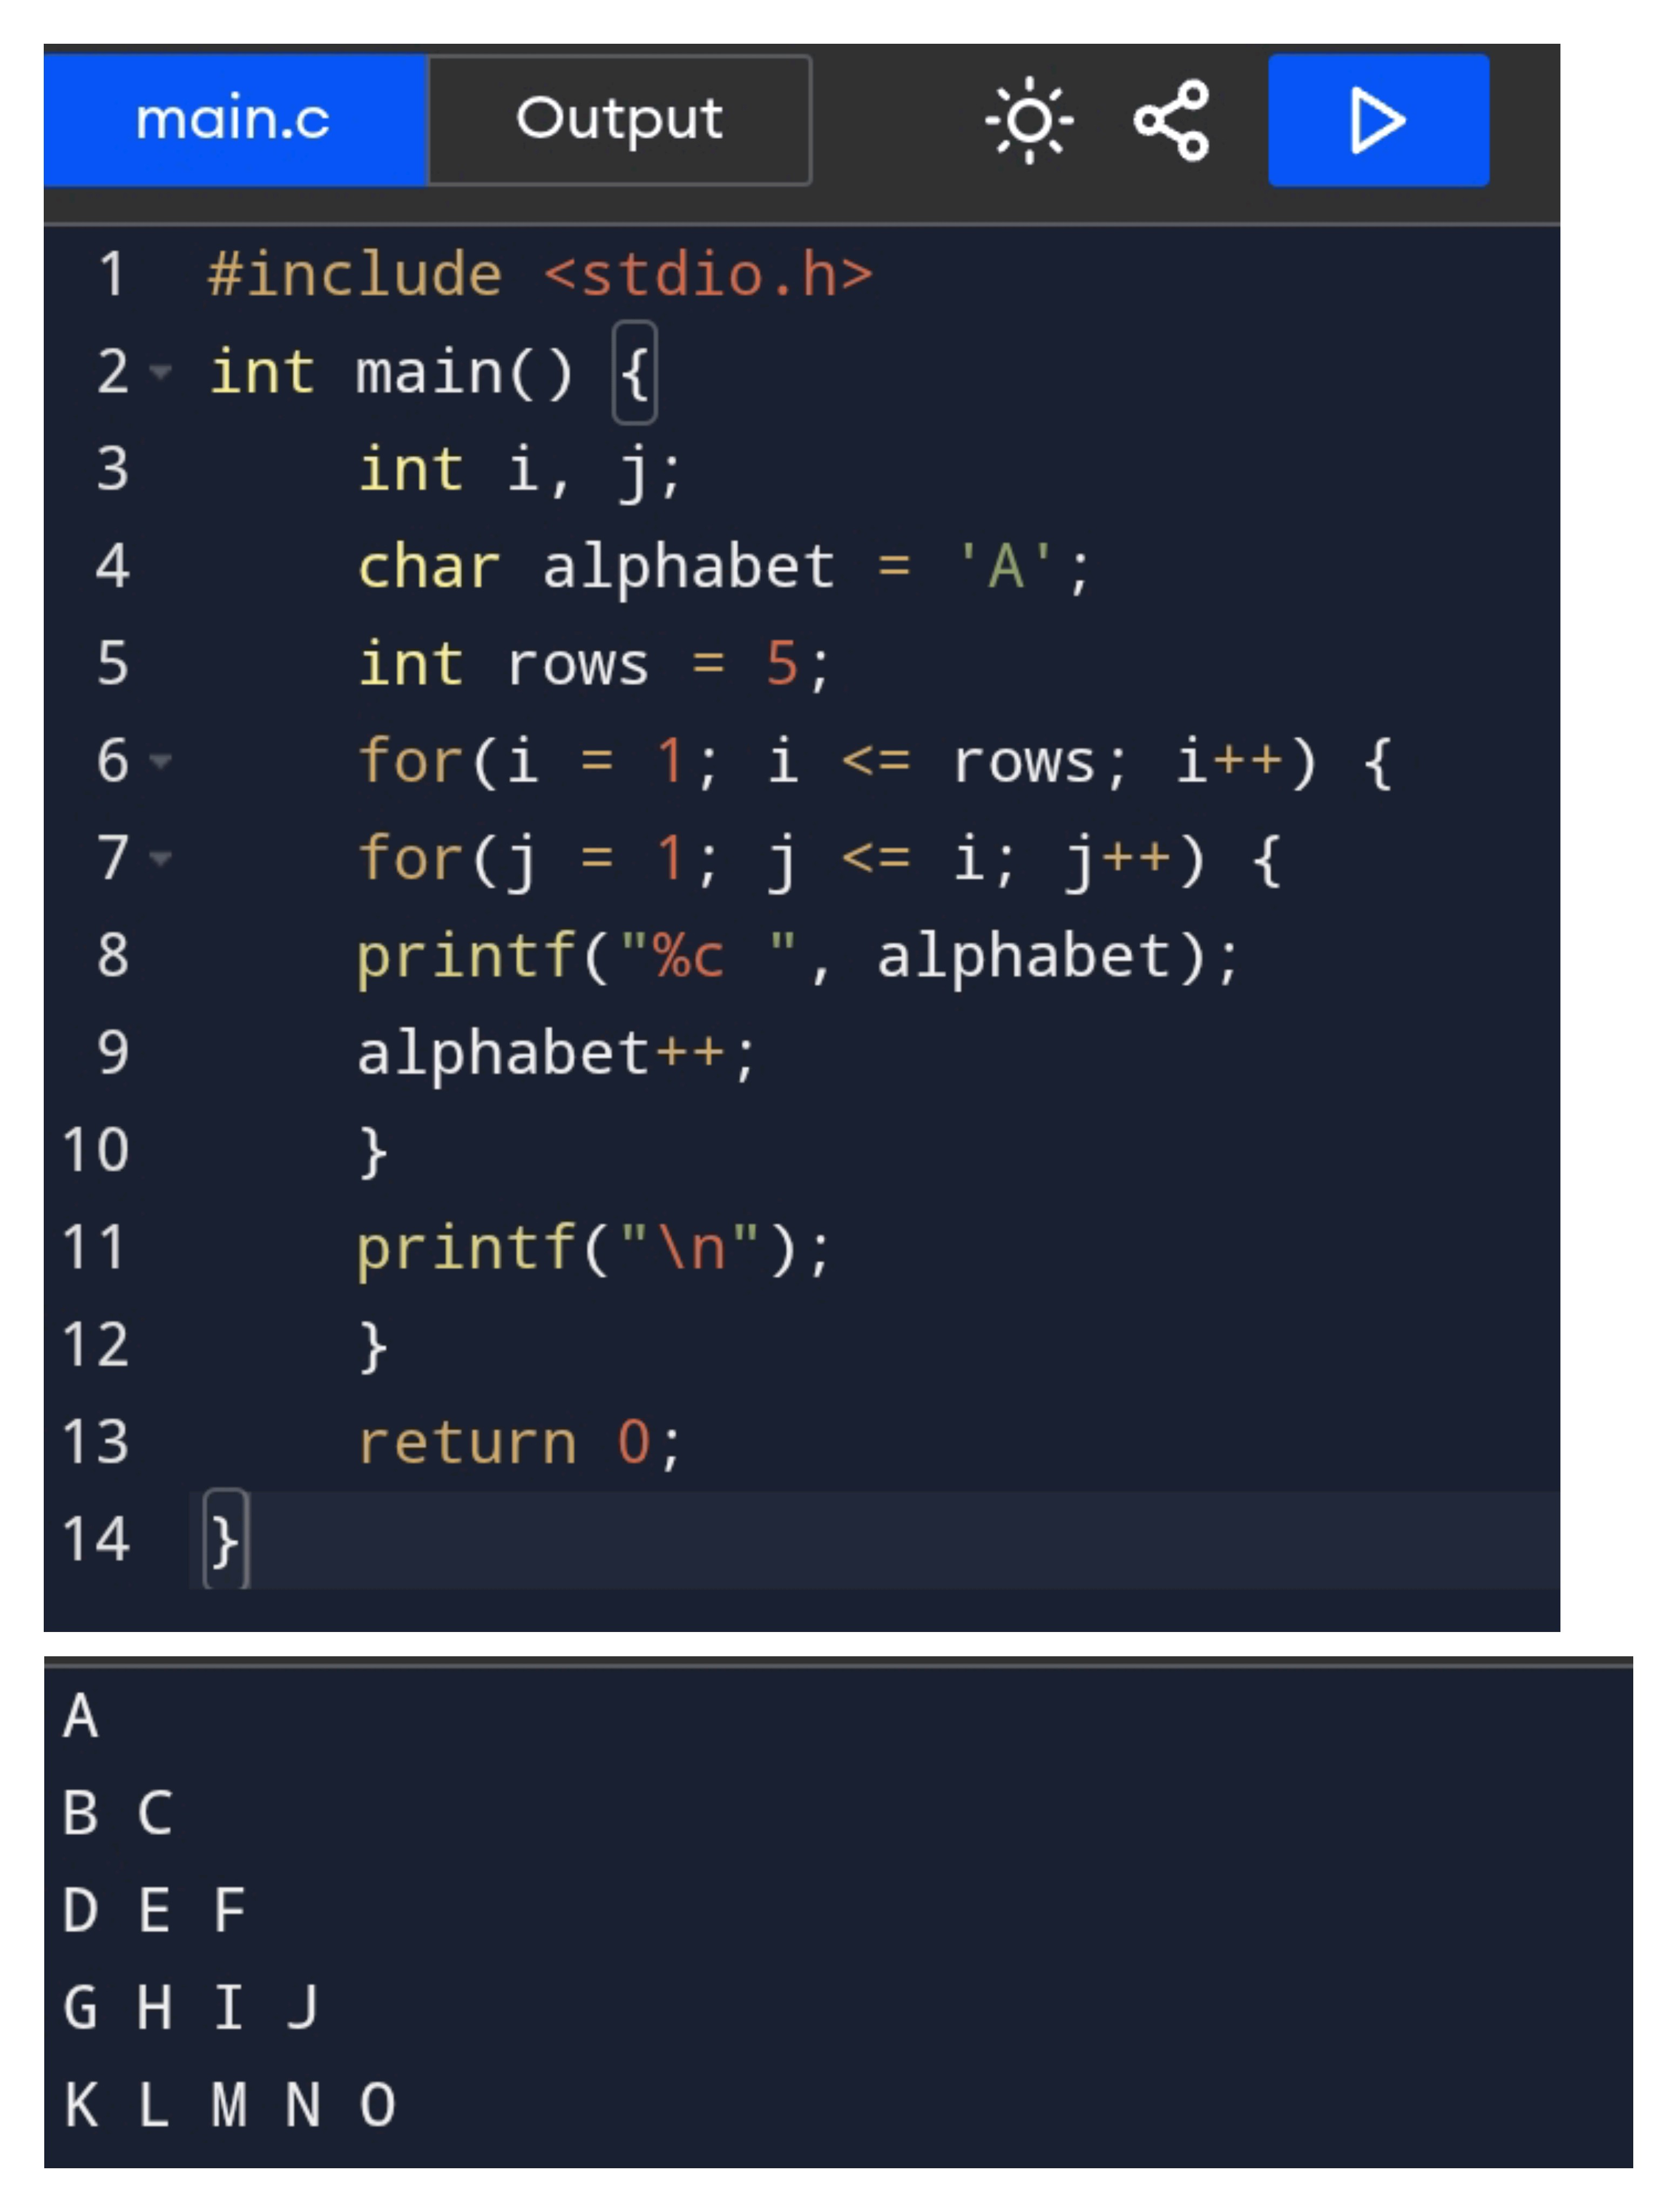 main.c Output
1 #include <stdio.h>
2 int main() {
3     int i, j;
4     char alphabet = 'A';
5     int rows = 5;
6     for(i = 1; i <= rows; i++) {
7     for(j = 1; j <= i; j++) {
8     printf("%c ", alphabet);
9     alphabet++;
10     }
11     printf("\n");
12     }
13     return 0;
14 }
A
B C
D E F
G H I J
K L M N O